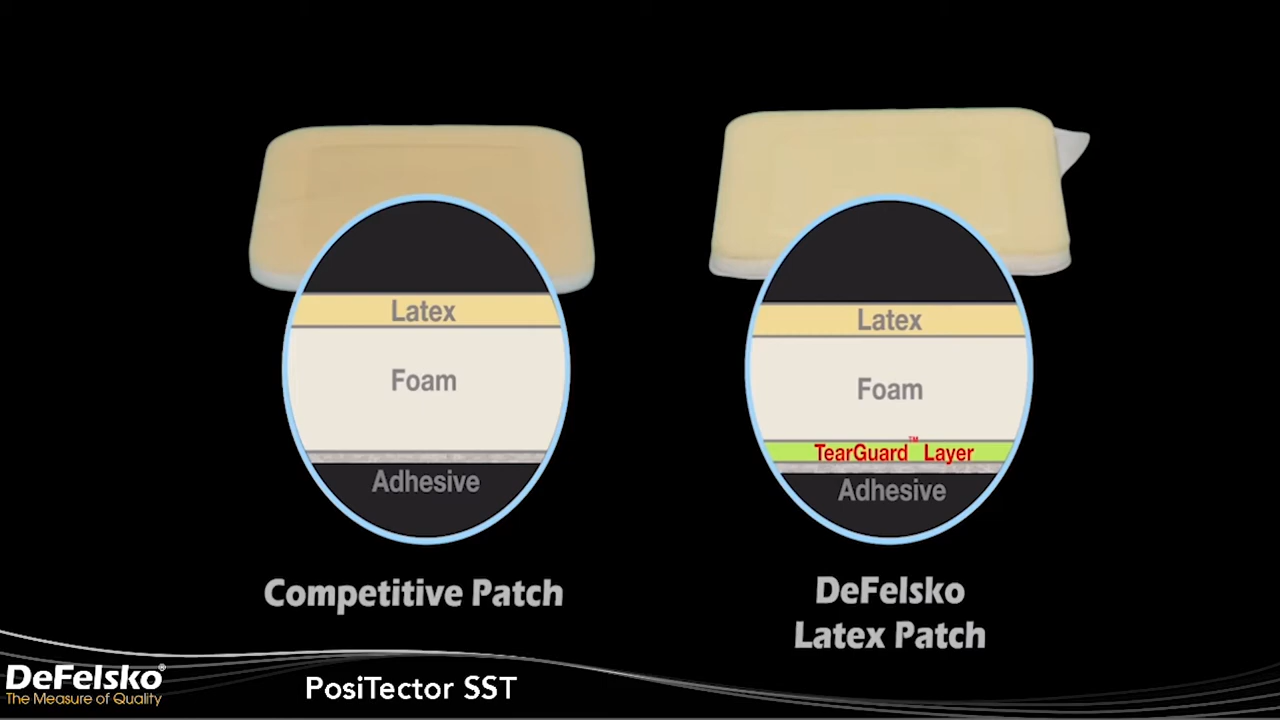 Latex
Foam
Adhesive
Latex
Foam
TearGuard™ Layer
Adhesive
Competitive Patch
DeFelsko
Latex Patch
DeFelsko®
The Measure of Quality
PosiTector SST